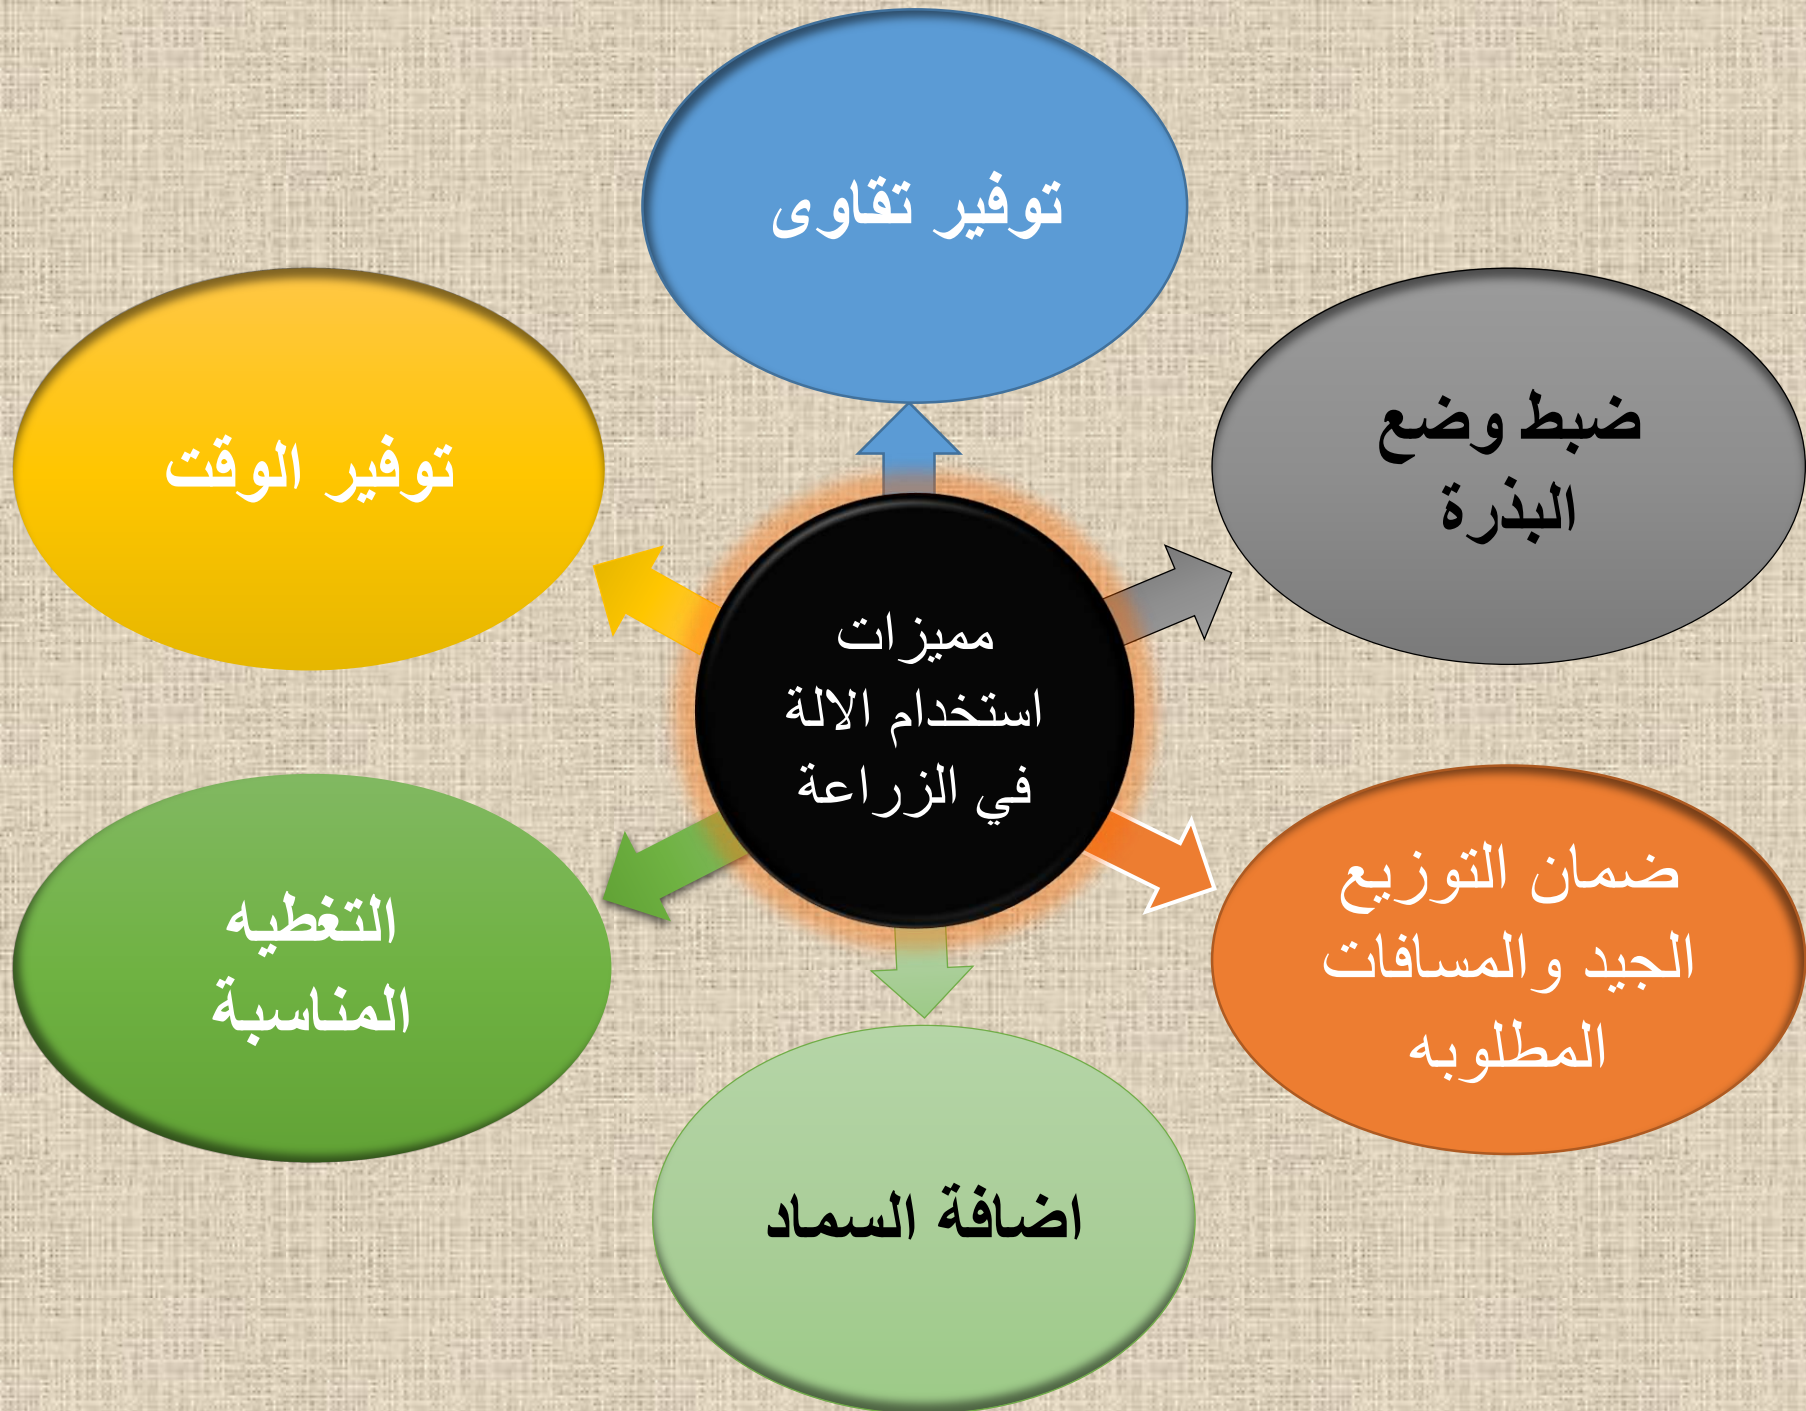 توفير تقاوى
ضبط وضع
البذرة
توفير الوقت
مميزات
استخدام الالة
في الزراعة
ضمان التوزيع
الجيد والمسافات
المطلوبه
التغطيه
المناسبة
اضافة السماد